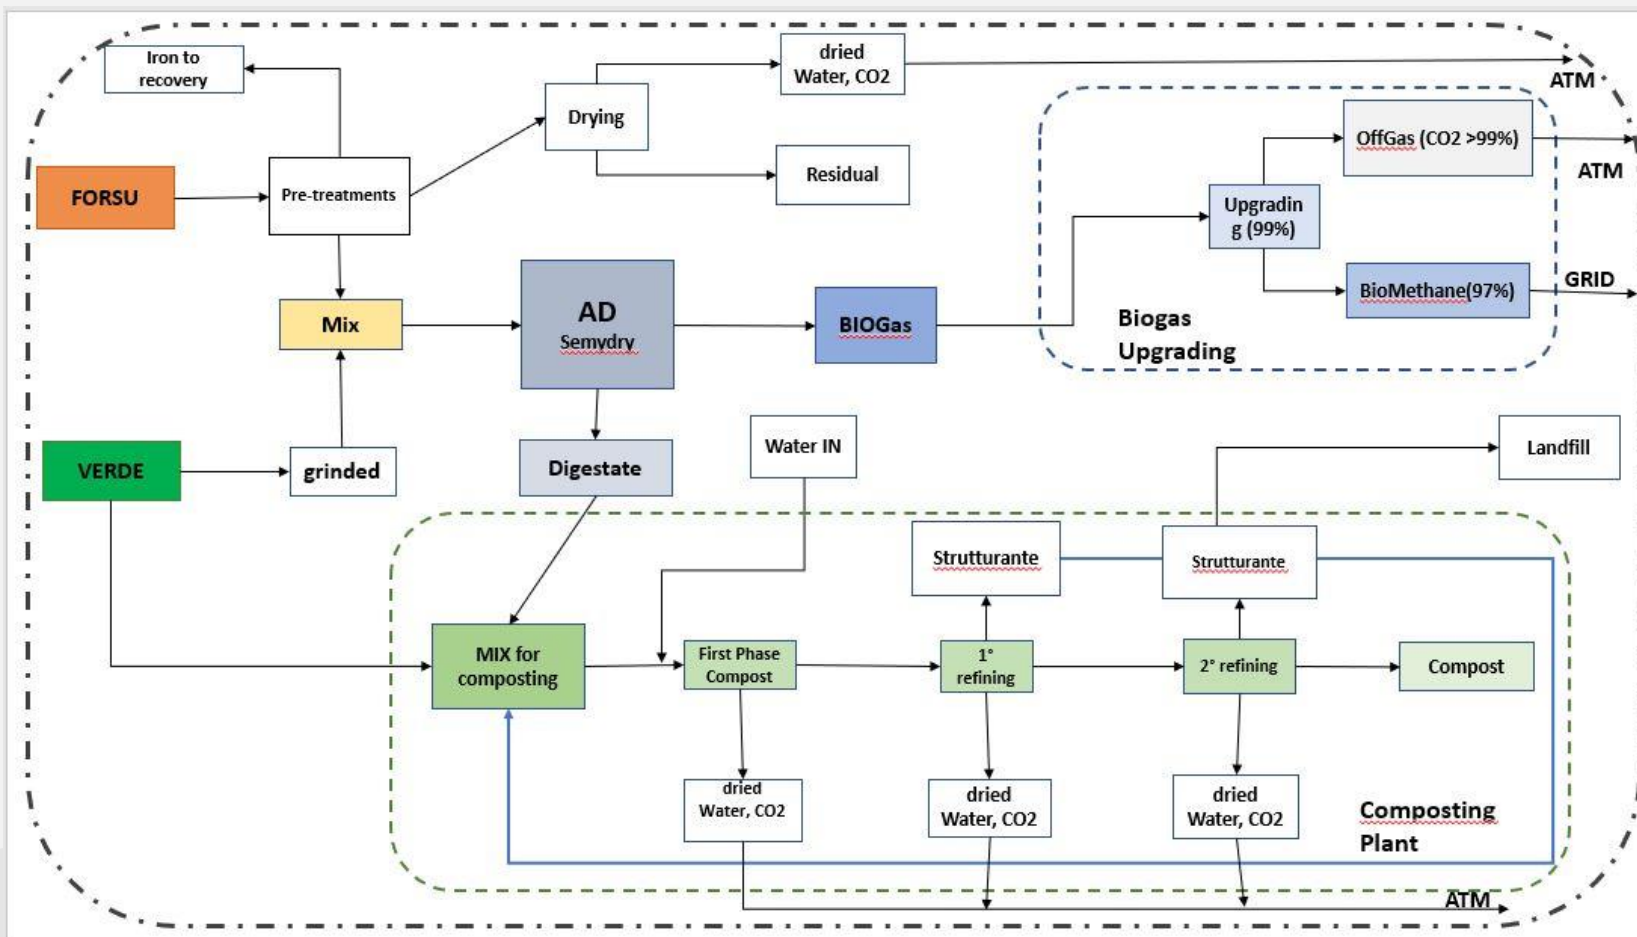 Iron to
recovery
dried
Water, CO2
ATM
Drying
OffGas (CO2 >99%)
ATM
FORSU
Pre-treatments
Residual
Upgradin
g (99%)
BioMethane(97%)
GRID
Mix
AD
Semydry
BIOGas
Biogas
Upgrading
VERDE
grinded
Digestate
Water IN
Landfill
Strutturante
Strutturante
MIX for
composting
First Phase
Compost
1°
refining
2° refining
Compost
dried
Water, CO2
dried
Water, CO2
dried
Water, CO2
Composting
Plant
ATM